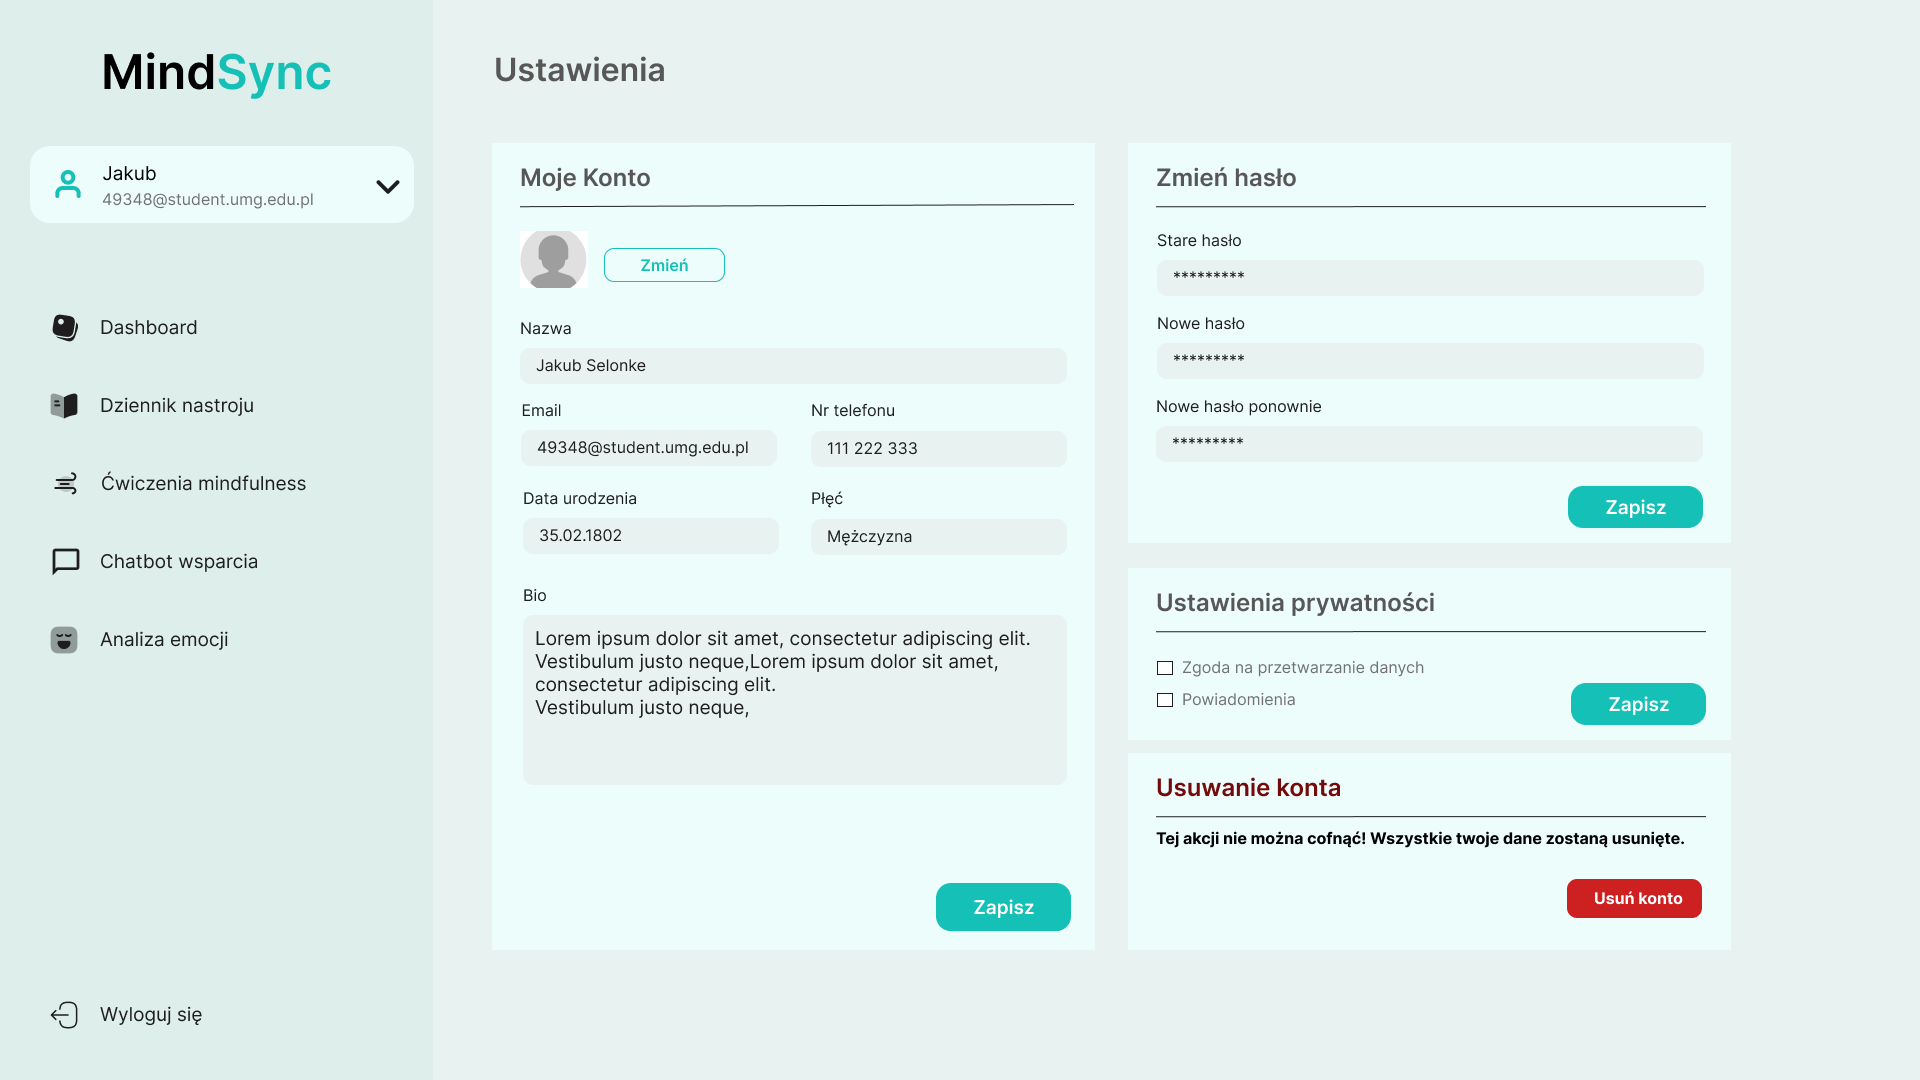 MindSync
Jakub
49348@student.umg.edu.pl
Dashboard
Dziennik nastroju
Ćwiczenia mindfulness
Chatbot wsparcia
Analiza emocji
Wyloguj się
Ustawienia
Moje Konto
Zmień
Nazwa
Jakub Selonke
Email
49348@student.umg.edu.pl
Nr telefonu
111 222 333
Data urodzenia
35.02.1802
Płęć
Mężczyzna
Bio
Lorem ipsum dolor sit amet, consectetur adipiscing elit.
Vestibulum justo neque,Lorem ipsum dolor sit amet,
consectetur adipiscing elit.
Vestibulum justo neque,
Zapisz
Zmień hasło
Stare hasło
*********
Nowe hasło
*********
Nowe hasło ponownie
*********
Zapisz
Ustawienia prywatności
Zgoda na przetwarzanie danych
Powiadomienia
Zapisz
Usuwanie konta
Tej akcji nie można cofnąć! Wszystkie twoje dane zostaną usunięte.
Usuń konto